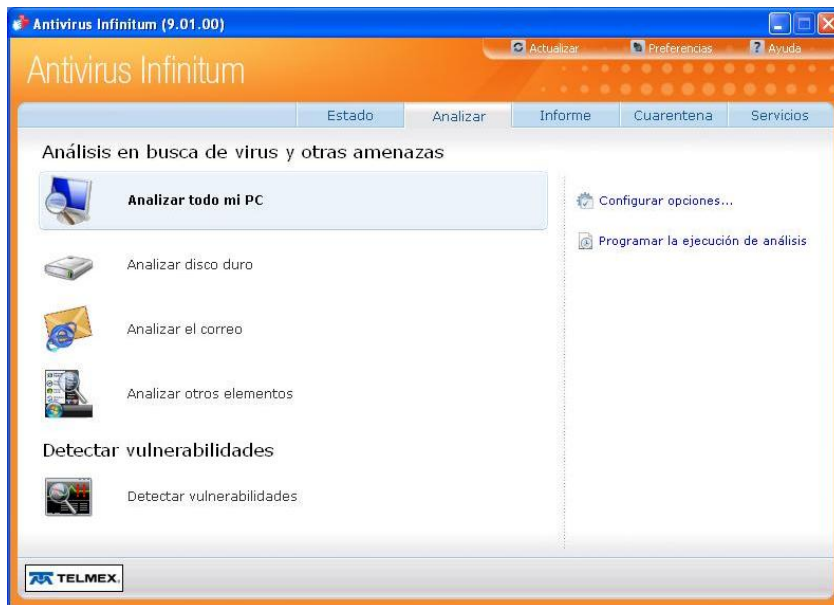 Antivirus Infinitum (9.01.00)
Actualizar Preferencias ? Ayuda
Antivirus Infinitum
Estado Analizar Informe Cuarentena Servicios
Análisis en busca de virus y otras amenazas
Analizar todo mi PC
Configurar opciones...
Programar la ejecución de análisis
Analizar disco duro
Analizar el correo
Analizar otros elementos
Detectar vulnerabilidades
Detectar vulnerabilidades
TELMEX.